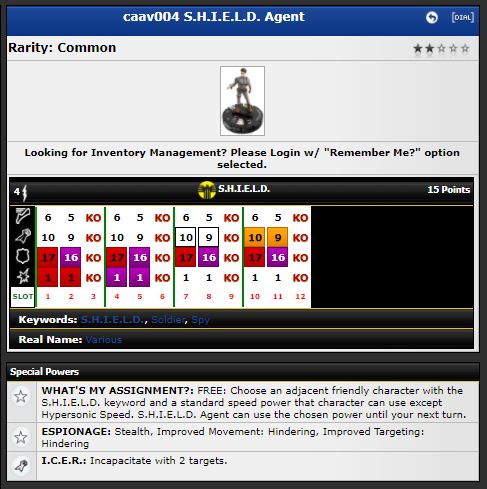 caav004 S.H.I.E.L.D. Agent
[DIAL]
Rarity: Common
Looking for Inventory Management? Please Login w/ "Remember Me?" option
selected.
4 S.H.I.E.L.D. 15 Points
6 5 KO 6 5 KO 6 5 KO 6 5 KO
10 9 KO 10 9 KO 10 9 KO 10 9 KO
17 16 KO 17 16 KO 17 16 KO 17 16 KO
1 1 KO 1 1 KO 1 1 KO 1 1 KO
SLOT 1 2 3 4 5 6 7 8 9 10 11 12
Keywords: S.H.I.E.L.D., Soldier, Spy
Real Name: Various
Special Powers
WHAT'S MY ASSIGNMENT?: FREE: Choose an adjacent friendly character with the
S.H.I.E.L.D. keyword and a standard speed power that character can use except
Hypersonic Speed. S.H.I.E.L.D. Agent can use the chosen power until your next turn.
ESPIONAGE: Stealth, Improved Movement: Hindering, Improved Targeting:
Hindering
I.C.E.R.: Incapacitate with 2 targets.